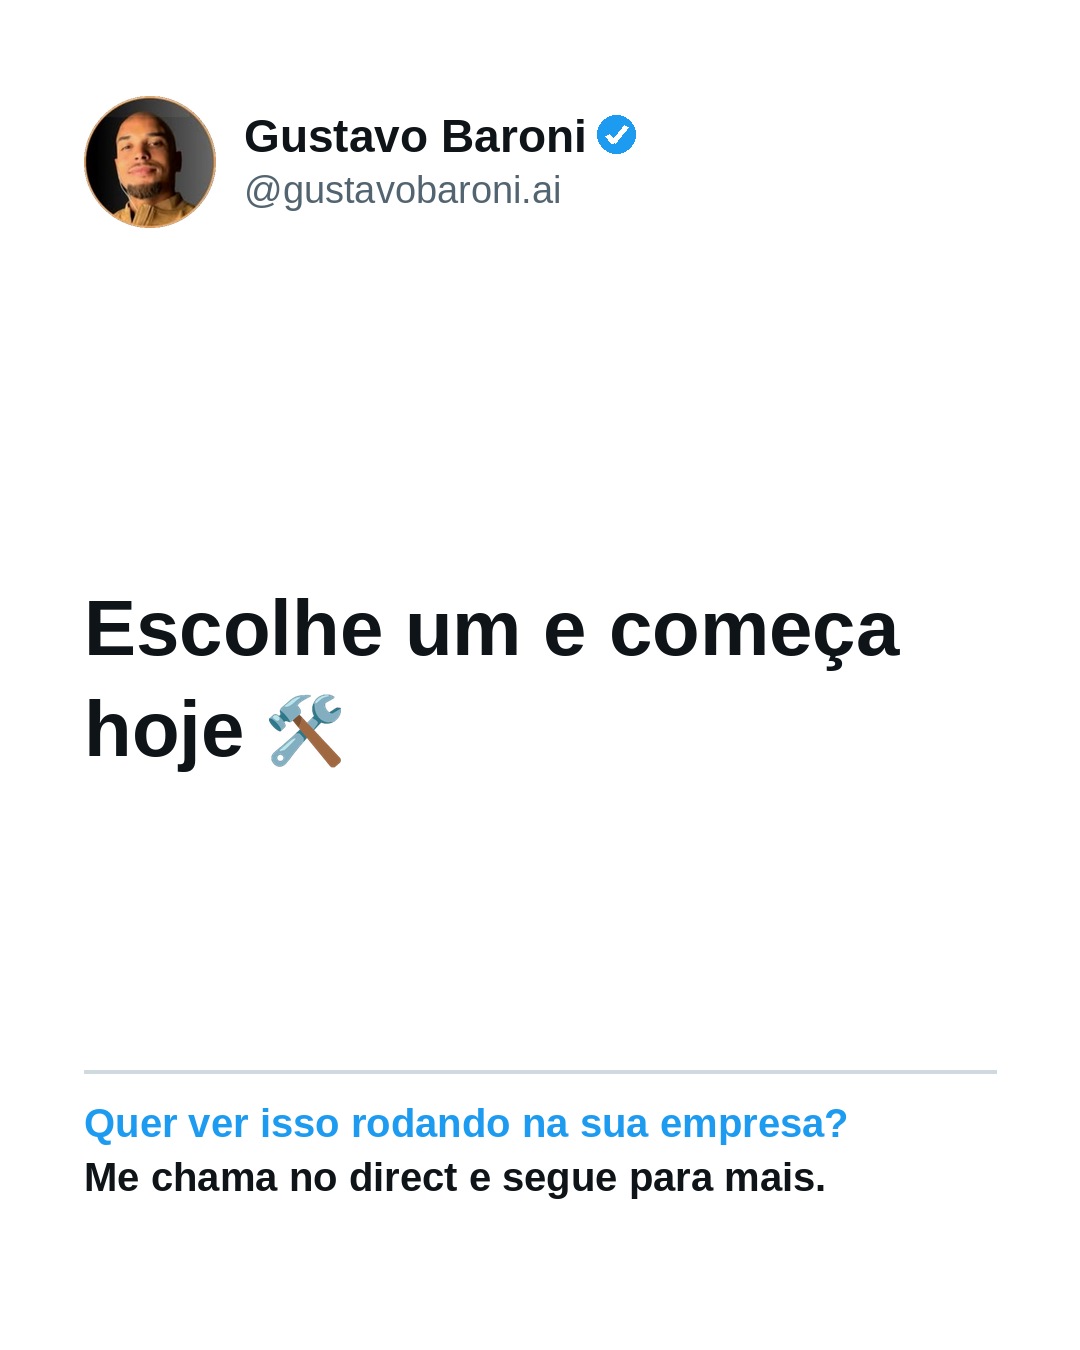 Gustavo Baroni
@gustavobaroni.ai
Escolhe um e começa
hoje 🛠️
Quer ver isso rodando na sua empresa?
Me chama no direct e segue para mais.